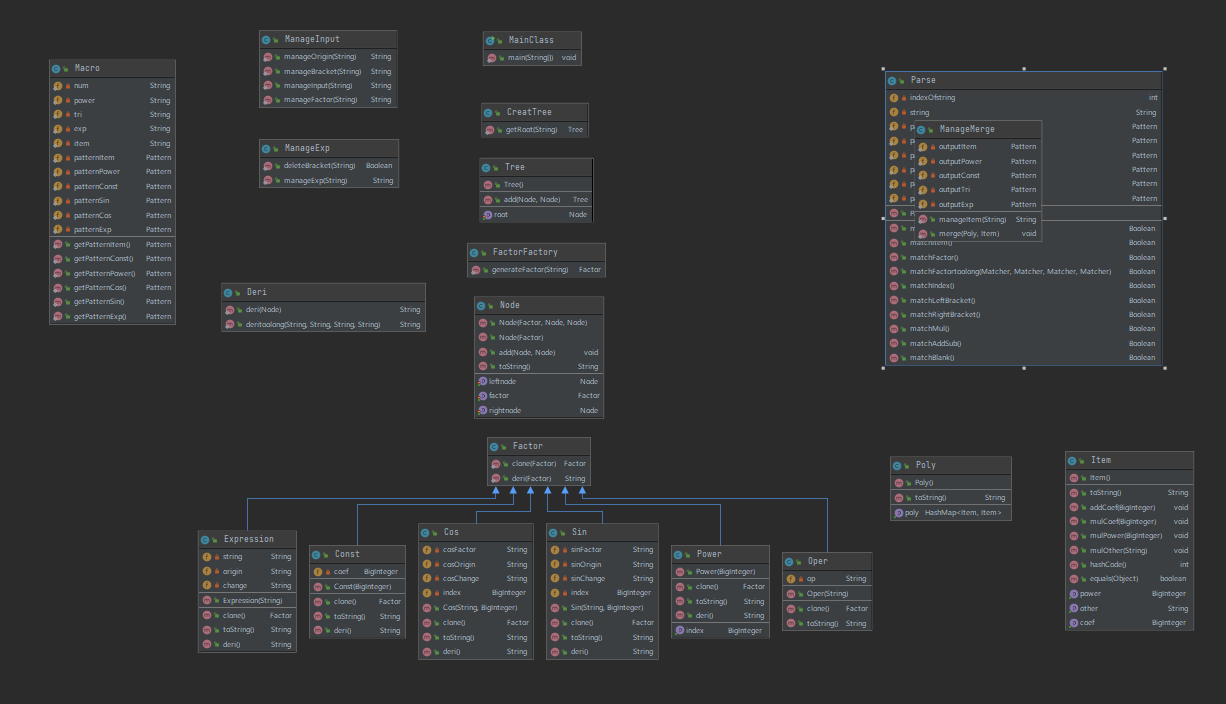 Macro
num String
power String
tri String
exp String
item String
patternItem Pattern
patternPower Pattern
patternConst Pattern
patternSin Pattern
patternCos Pattern
patternExp Pattern
getPatternItem() Pattern
getPatternConst() Pattern
getPatternPower() Pattern
getPatternCos() Pattern
getPatternSin() Pattern
getPatternExp() Pattern
ManageInput
manageOrigin(String) String
manageBracket(String) String
manageInput(String) String
manageFactor(String) String
ManageExp
deleteBracket(String) Boolean
manageExp(String) String
Deri
deri(Node) String
deritoolong(String, String, String, String) String
MainClass
main(String[]) void
CreatTree
getRoot(String) Tree
Tree
Tree()
add(Node, Node) Tree
root Node
FactorFactory
generateFactor(String) Factor
Node
Node(Factor, Node, Node)
Node(Factor)
add(Node, Node) void
toString() String
leftnode Node
factor Factor
rightnode Node
Factor
clone(Factor) Factor
deri(Factor) String
Parse
indexOfstring int
string String
Pattern
Pattern
Pattern
Pattern
Pattern
Pattern
Boolean
matchItem() Boolean
matchFactor() Boolean
matchFactortoolong(Matcher, Matcher, Matcher, Matcher) Boolean
matchIndex() Boolean
matchLeftBracket() Boolean
matchRightBracket() Boolean
matchMul() Boolean
matchAddSub() Boolean
matchBlank() Boolean
ManageMerge
outputItem Pattern
outputPower Pattern
outputConst Pattern
outputTri Pattern
outputExp Pattern
manageItem(String) String
merge(Poly, Item) void
Expression
string String
origin String
change String
Expression(String)
clone() Factor
toString() String
deri() String
Const
coef BigInteger
Const(BigInteger)
clone() Factor
toString() String
deri() String
Cos
cosFactor String
cosOrigin String
cosChange String
index BigInteger
Cos(String, BigInteger)
clone() Factor
toString() String
deri() String
Sin
sinFactor String
sinOrigin String
sinChange String
index BigInteger
Sin(String, BigInteger)
clone() Factor
toString() String
deri() String
Power
Power(BigInteger)
clone() Factor
toString() String
deri() String
index BigInteger
Oper
op String
Oper(String)
clone() Factor
toString() String
Poly
Poly()
toString() String
poly HashMap<Item, Item>
Item
Item()
toString() String
addCoef(BigInteger) void
mulCoef(BigInteger) void
mulPower(BigInteger) void
mulOther(String) void
hashCode() int
equals(Object) boolean
power BigInteger
other String
coef BigInteger